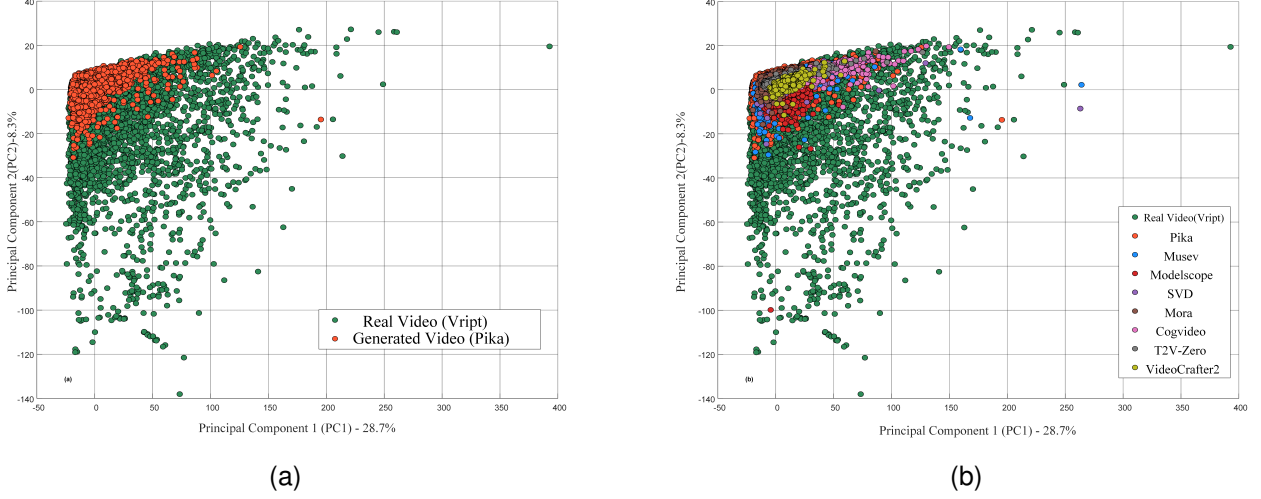 40
20
0
-20
-40
-60
-80
-100
-120
-140
-50
0
50
100
150
200
250
300
350
400
Principal Component 2(PC2)-8.3%
Principal Component 1 (PC1) - 28.7%
Real Video (Vript)
Generated Video (Pika)
(a)
(a)
40
20
0
-20
-40
-60
-80
-100
-120
-140
-50
0
50
100
150
200
250
300
350
400
Principal Component 2(PC2)-8.3%
Principal Component 1 (PC1) - 28.7%
Real Video(Vript)
Pika
Musev
Modelscope
SVD
Mora
Cogvideo
T2V-Zero
VideoCrafter2
(b)
(b)